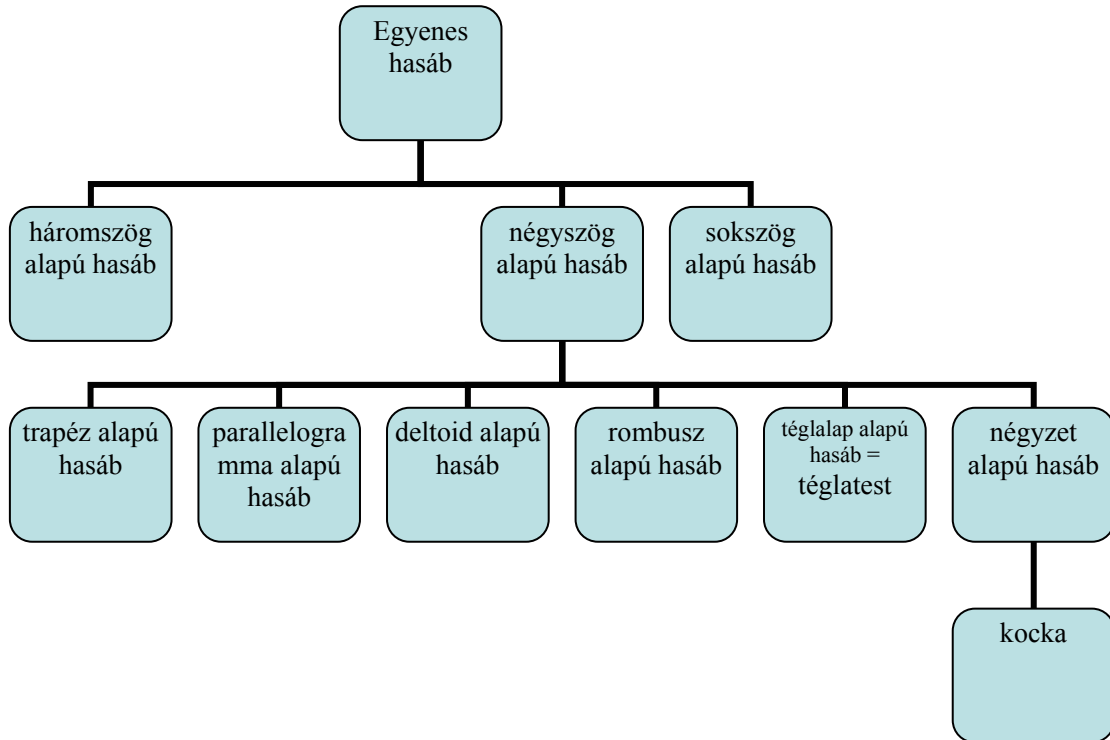 Egyenes
hasáb
háromszög
alapú hasáb
négyszög
alapú hasáb
sokszög
alapú hasáb
trapéz alapú
hasáb
parallelogra
mma alapú
hasáb
deltoid alapú
hasáb
rombusz
alapú hasáb
téglalap alapú
hasáb =
téglatest
négyzet
alapú hasáb
kocka